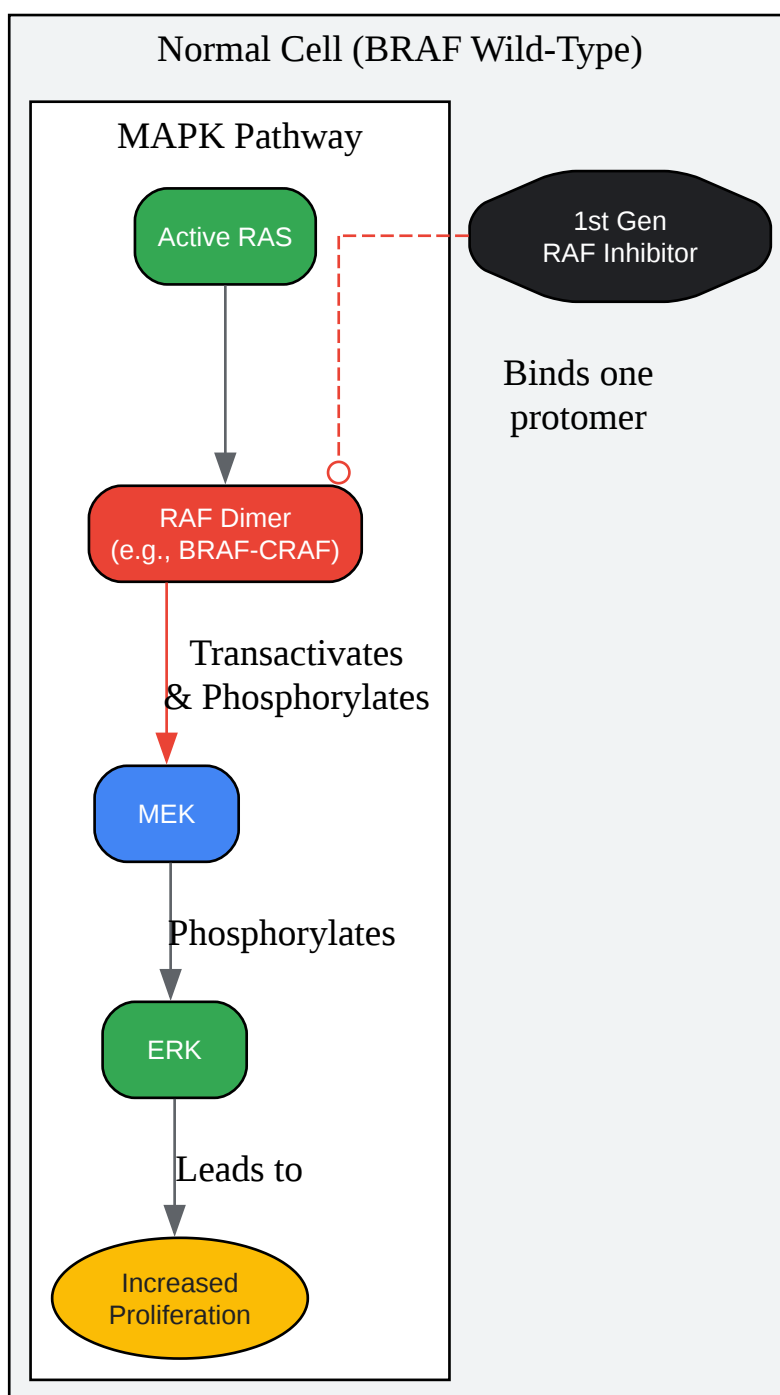 Normal Cell (BRAF Wild-Type)
MAPK Pathway
Active RAS
1st Gen
RAF Inhibitor
Binds one
protomer
RAF Dimer
(e.g., BRAF-CRAF)
Transactivates
& Phosphorylates
MEK
Phosphorylates
ERK
Leads to
Increased
Proliferation